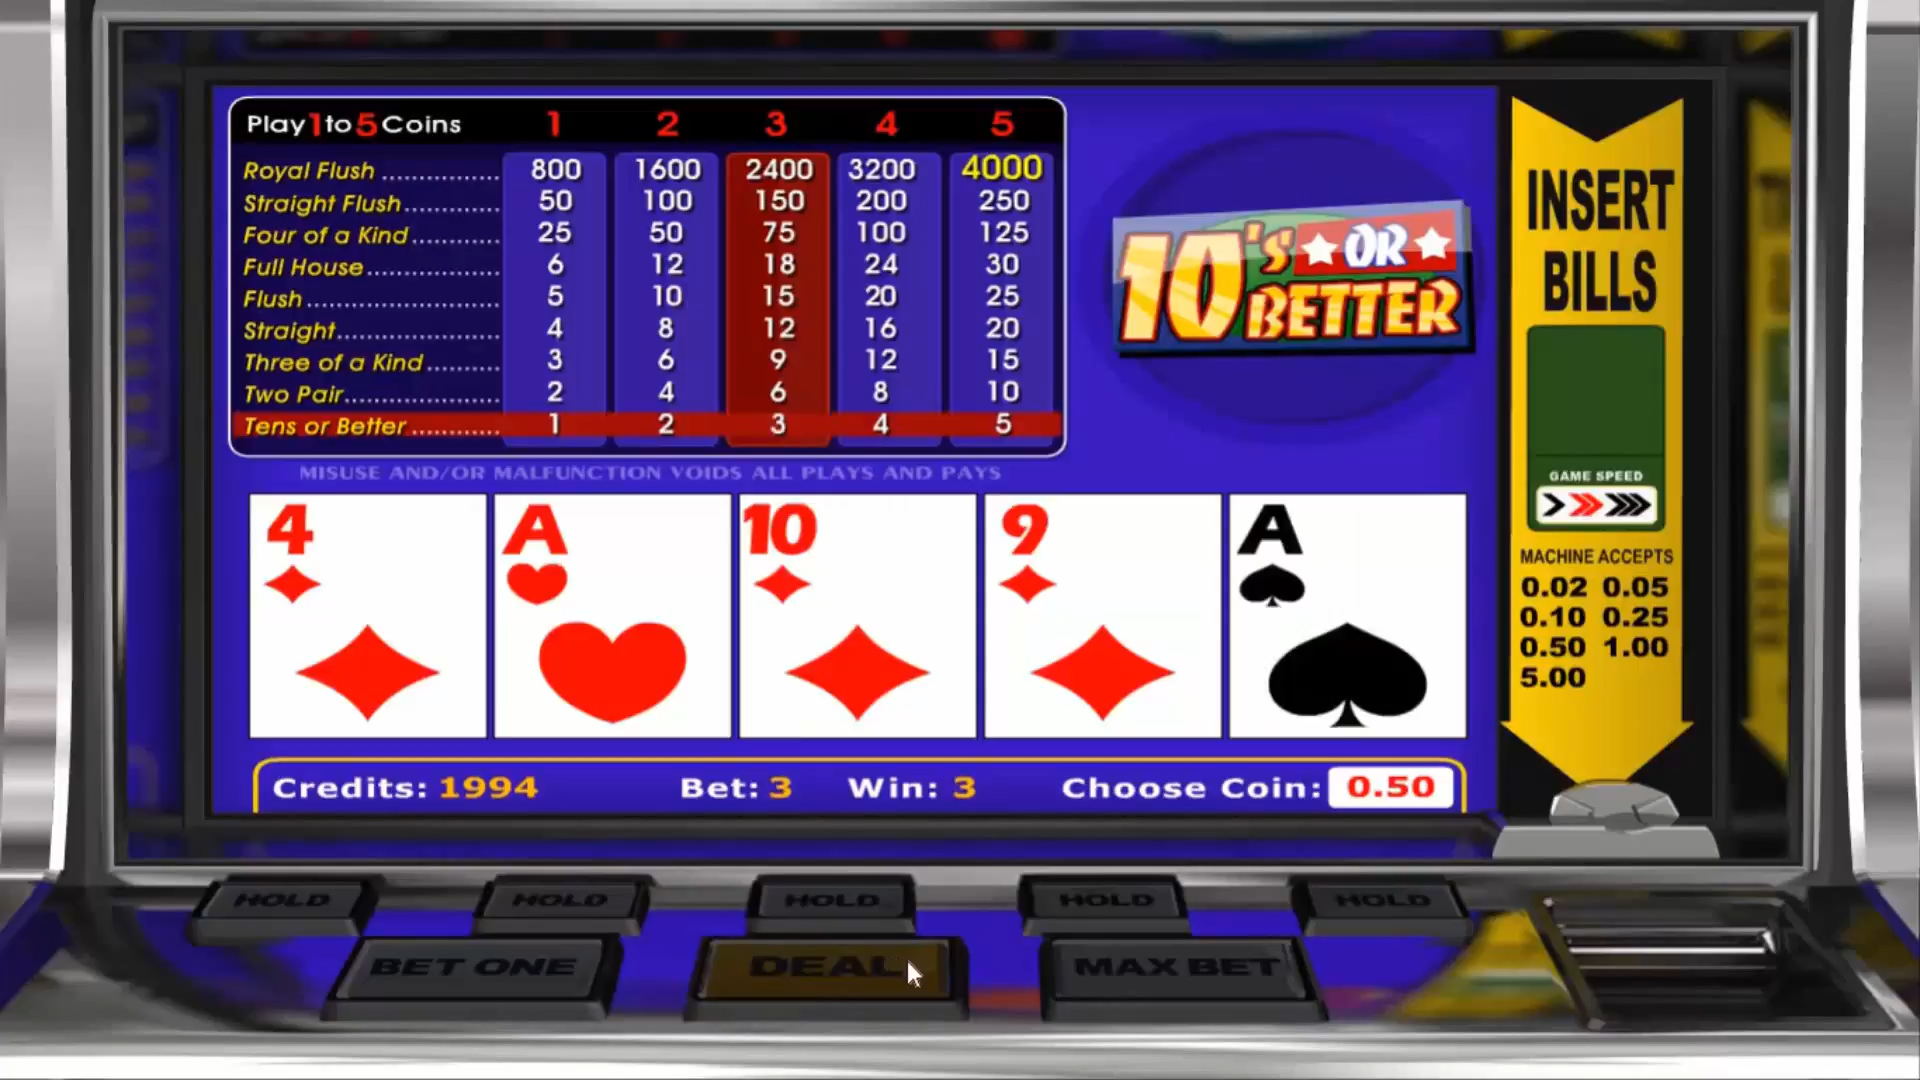 Play 1 to 5 Coins 1 2 3 4 5
Royal Flush ............... 800 1600 2400 3200 4000
Straight Flush ............ 50 100 150 200 250
Four of a Kind ........... 25 50 75 100 125
Full House ................ 6 12 18 24 30
Flush ........................ 5 10 15 20 25
Straight .................... 4 8 12 16 20
Three of a Kind .......... 3 6 9 12 15
Two Pair .................... 2 4 6 8 10
Tens or Better ............ 1 2 3 4 5
MISUSE AND/OR MALFUNCTION VOIDS ALL PLAYS AND PAYS
10's OR
BETTER
INSERT
BILLS
GAME SPEED
MACHINE ACCEPTS
0.02 0.05
0.10 0.25
0.50 1.00
5.00
4 A 10 9 A
Credits: 1994 Bet: 3 Win: 3 Choose Coin: 0.50
HOLD HOLD HOLD HOLD HOLD
BET ONE DEAL MAX BET